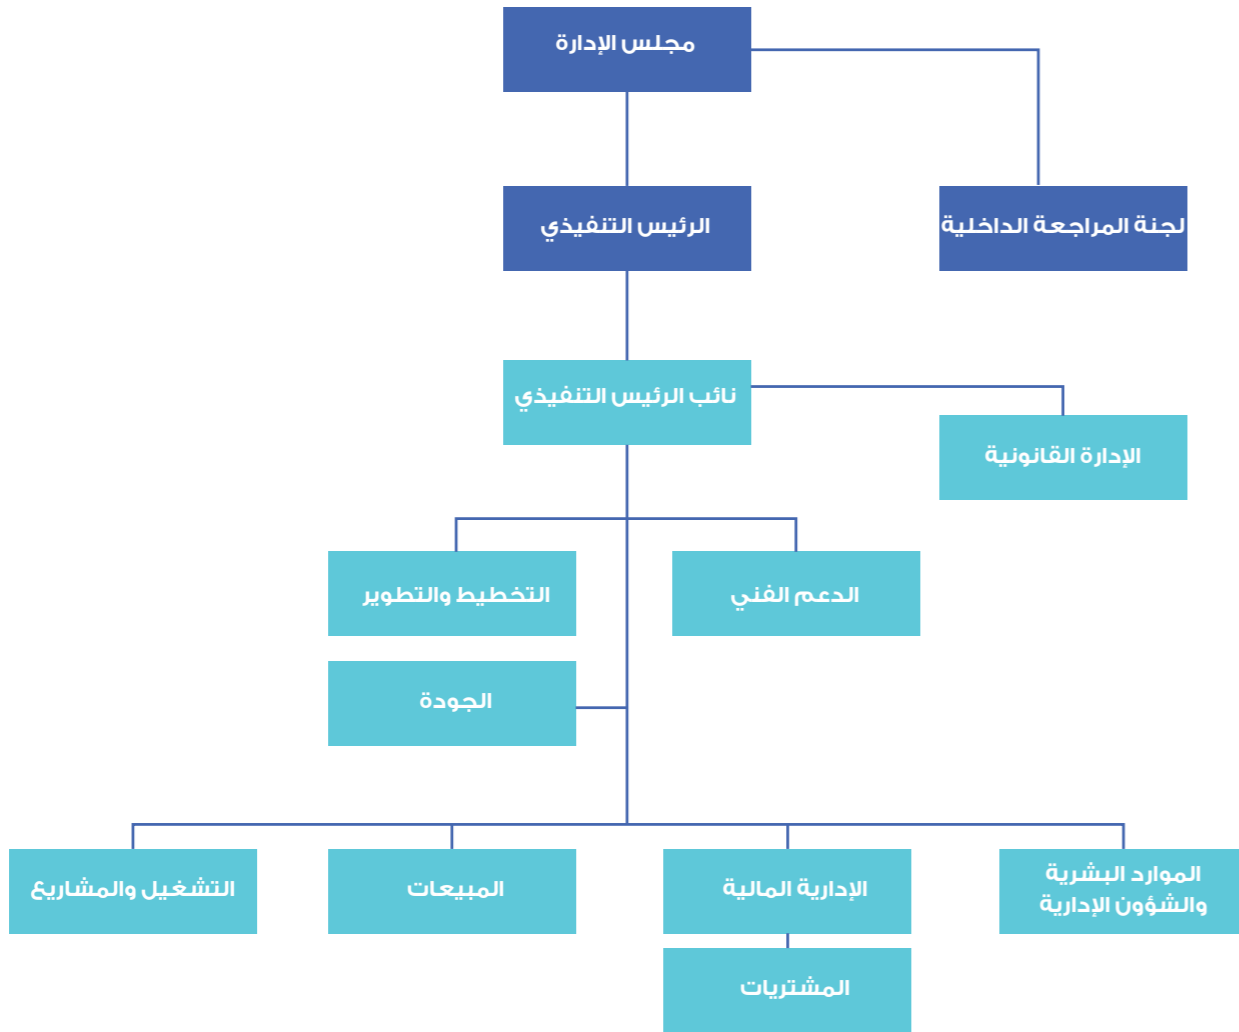 مجلس الإدارة
الرئيس التنفيذي
لجنة المراجعة الداخلية
نائب الرئيس التنفيذي
الإدارة القانونية
الدعم الفني
التخطيط والتطوير
الجودة
الموارد البشرية
والشؤون الإدارية
الإدارية المالية
المبيعات
التشغيل والمشاريع
المشتريات